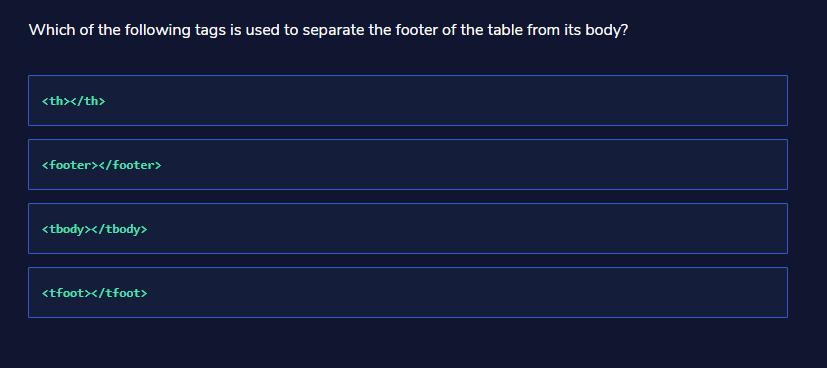 Which of the following tags is used to separate the footer of the table from its body?
<th></th>
<footer></footer>
<tbody></tbody>
<tfoot></tfoot>